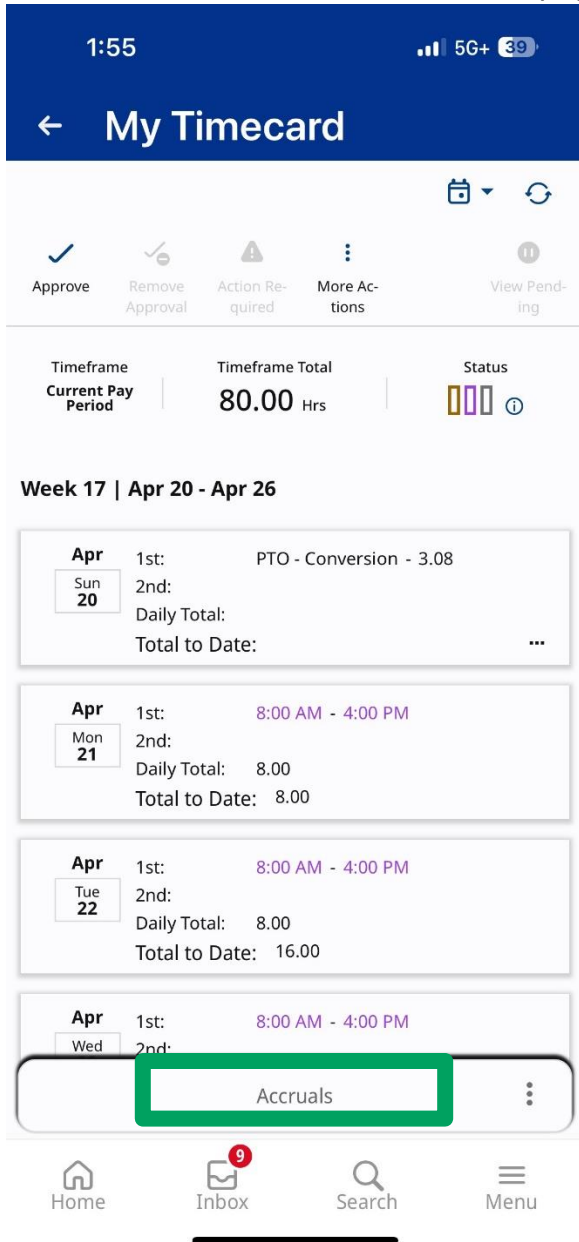 1:55 5G+ 39
My Timecard
Approve Remove Approval Action Re- quired More Ac- tions View Pend- ing
Timeframe Timeframe Total Status
Current Pay Period 80.00 Hrs
Week 17 | Apr 20 - Apr 26
Apr Sun 20
1st: PTO - Conversion - 3.08
2nd:
Daily Total:
Total to Date: ...
Apr Mon 21
1st: 8:00 AM - 4:00 PM
2nd:
Daily Total: 8.00
Total to Date: 8.00
Apr Tue 22
1st: 8:00 AM - 4:00 PM
2nd:
Daily Total: 8.00
Total to Date: 16.00
Apr Wed
1st: 8:00 AM - 4:00 PM
2nd:
Accruals
9
Home Inbox Search Menu